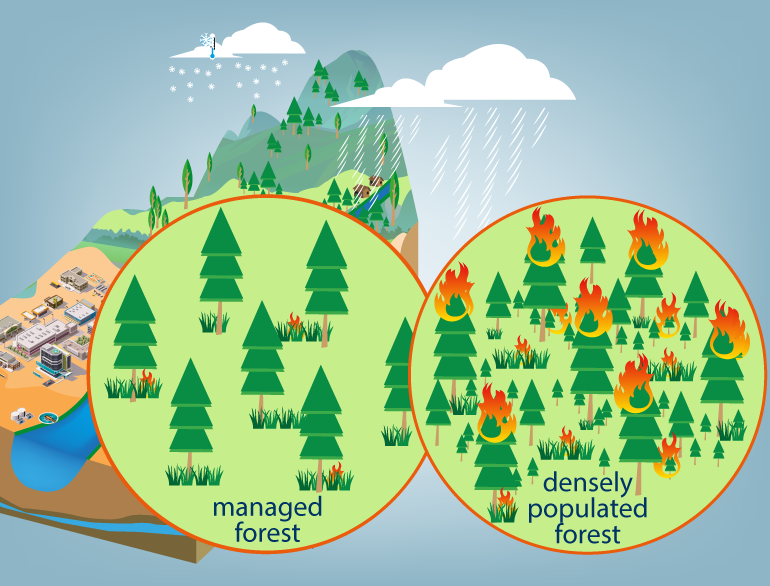 managed
forest
densely
populated
forest